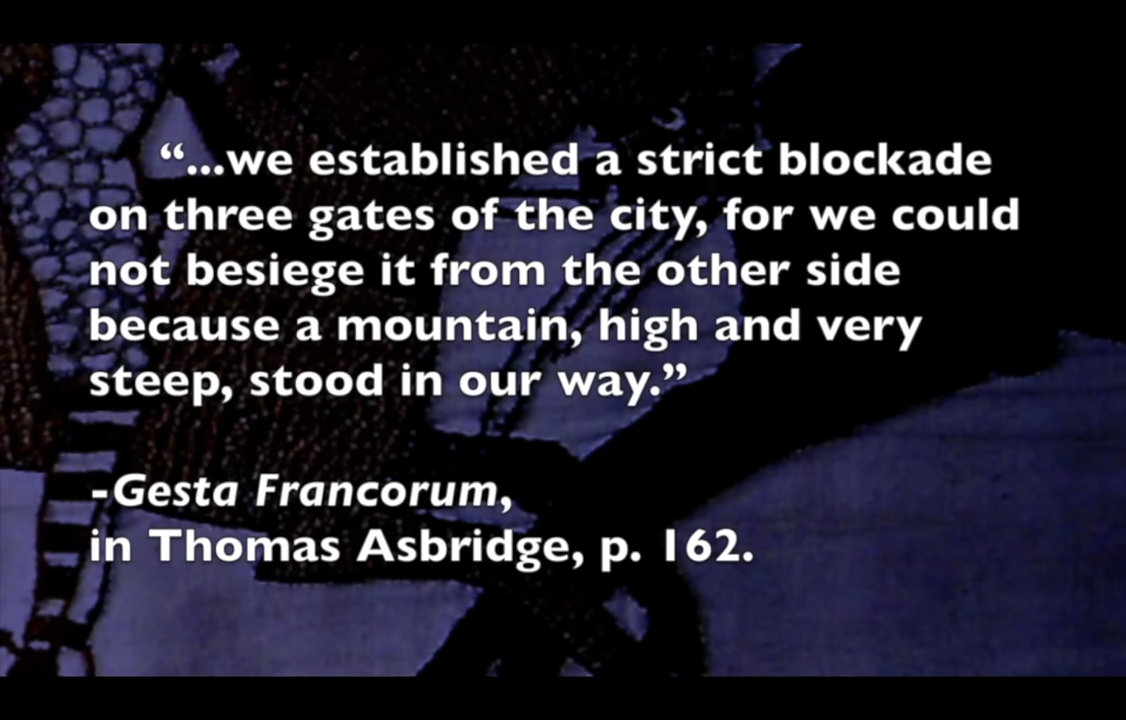 “...we established a strict blockade
on three gates of the city, for we could
not besiege it from the other side
because a mountain, high and very
steep, stood in our way.”
-Gesta Francorum,
in Thomas Asbridge, p. 162.